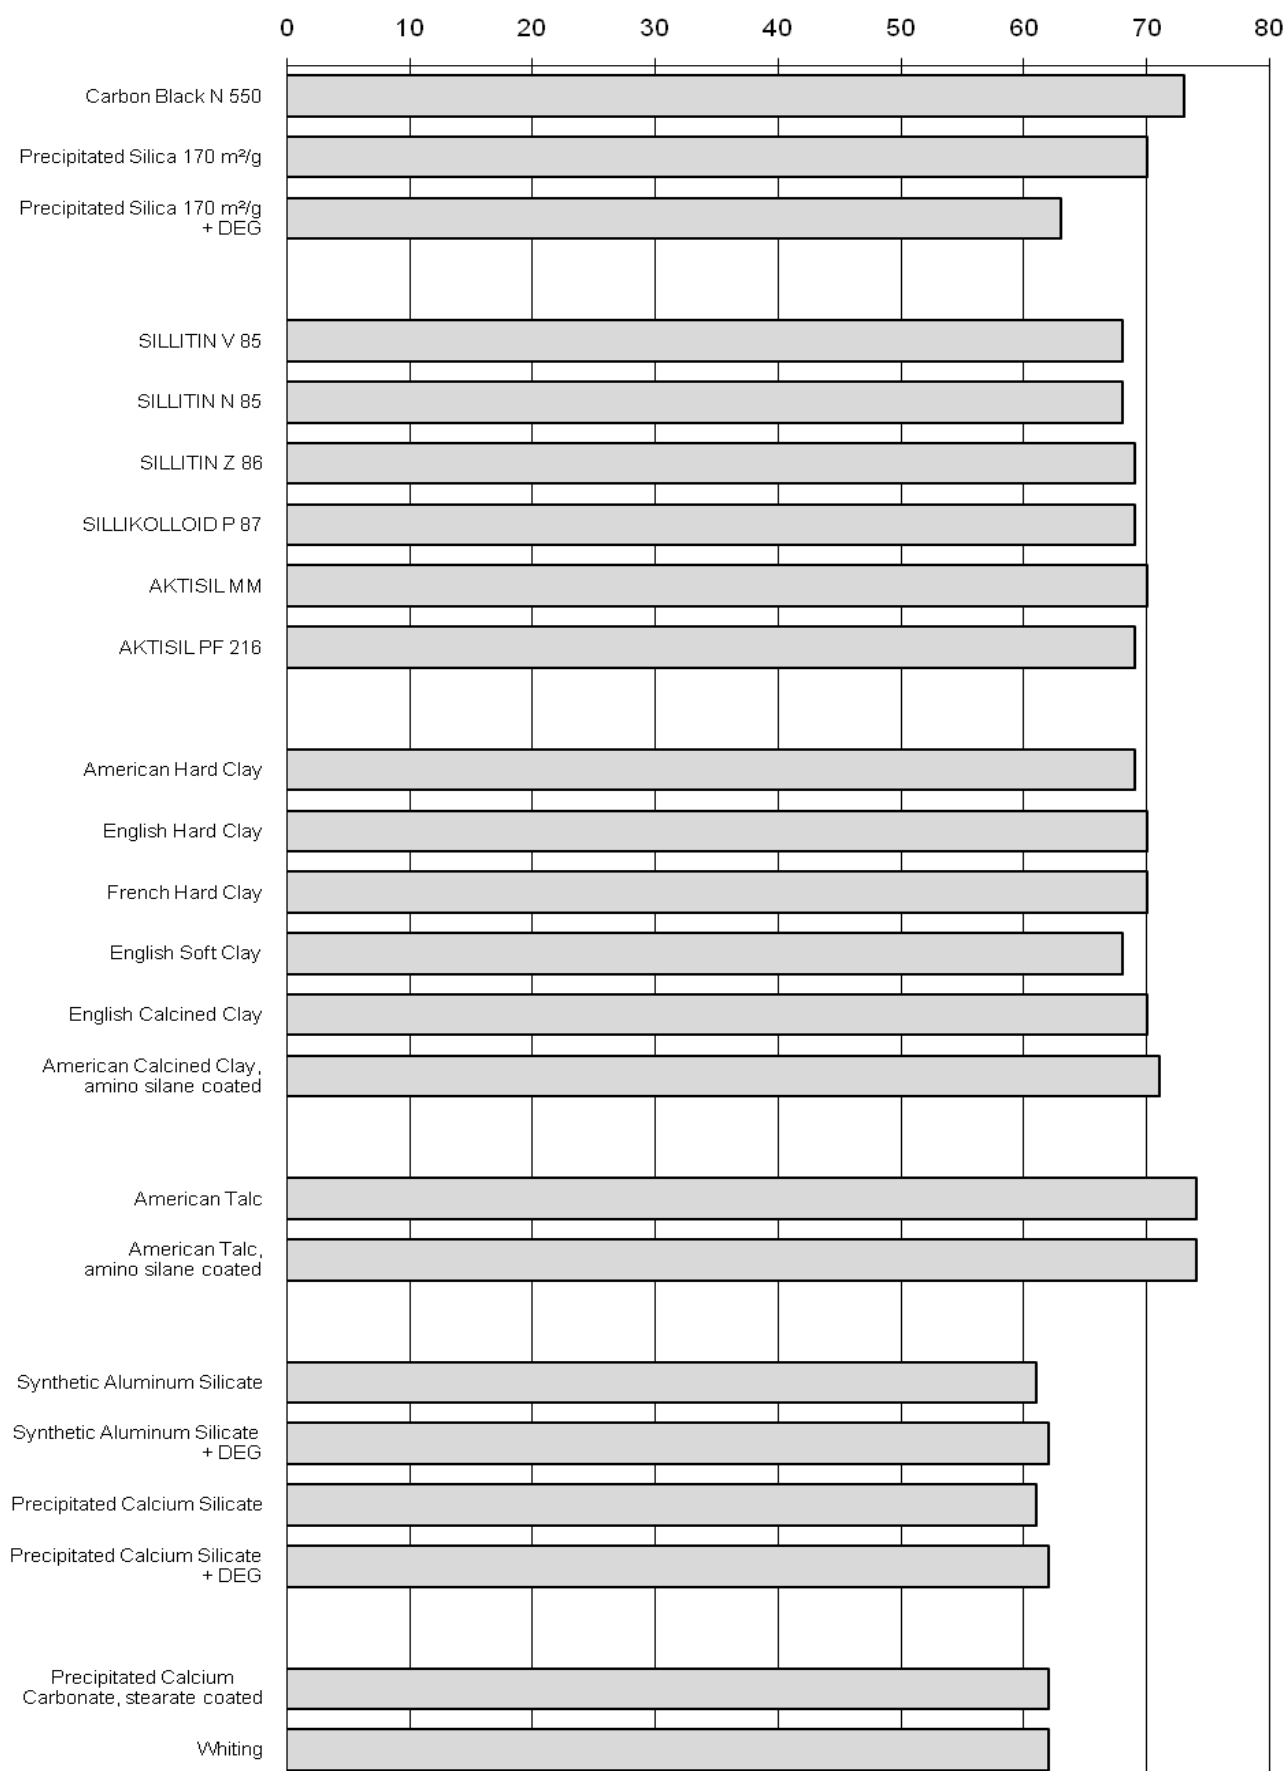 0 10 20 30 40 50 60 70 80
Carbon Black N 550
Precipitated Silica 170 m²/g
Precipitated Silica 170 m²/g
+ DEG
SILLITIN V 85
SILLITIN N 85
SILLITIN Z 86
SILLIKOLLOID P 87
AKTISIL MM
AKTISIL PF 216
American Hard Clay
English Hard Clay
French Hard Clay
English Soft Clay
English Calcined Clay
American Calcined Clay,
amino silane coated
American Talc
American Talc,
amino silane coated
Synthetic Aluminum Silicate
Synthetic Aluminum Silicate
+ DEG
Precipitated Calcium Silicate
Precipitated Calcium Silicate
+ DEG
Precipitated Calcium
Carbonate, stearate coated
Whiting